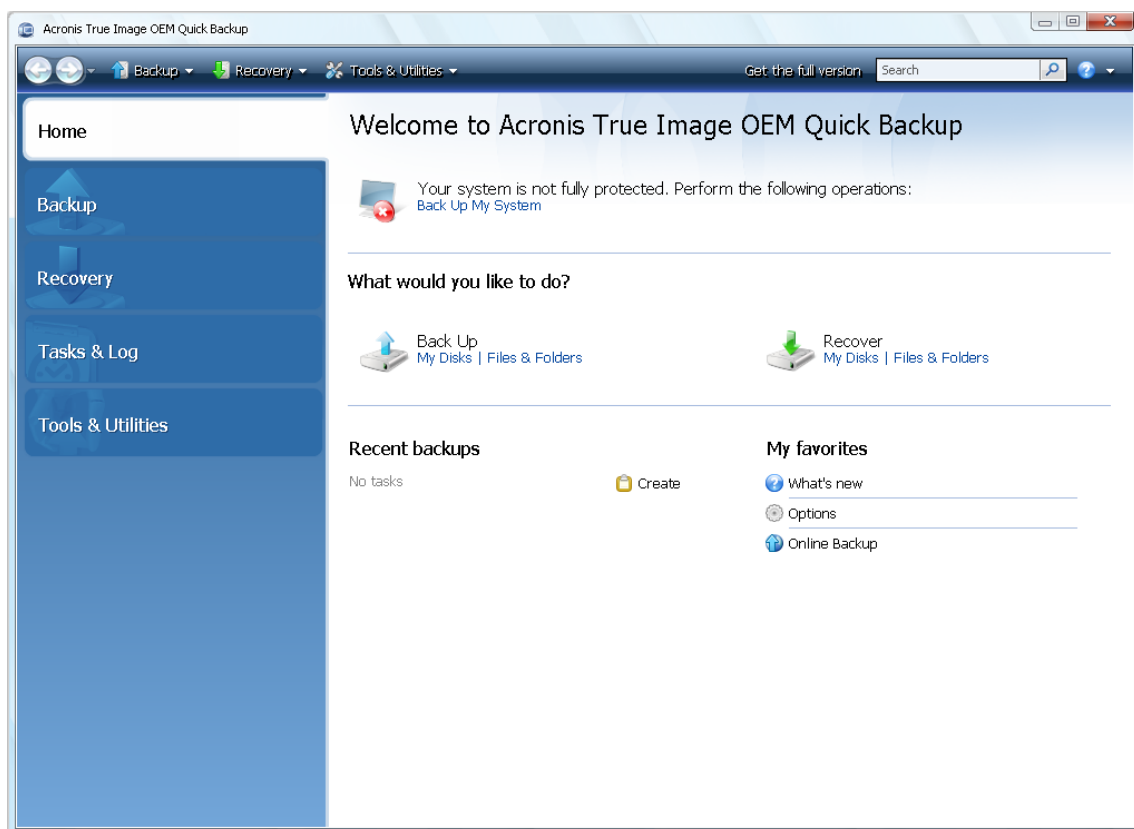 Acronis True Image OEM Quick Backup
Backup Recovery Tools & Utilities Get the full version Search
Home
Backup
Recovery
Tasks & Log
Tools & Utilities
Welcome to Acronis True Image OEM Quick Backup
Your system is not fully protected. Perform the following operations:
Back Up My System
What would you like to do?
Back Up
My Disks | Files & Folders
Recover
My Disks | Files & Folders
Recent backups
No tasks
Create
My favorites
What's new
Options
Online Backup